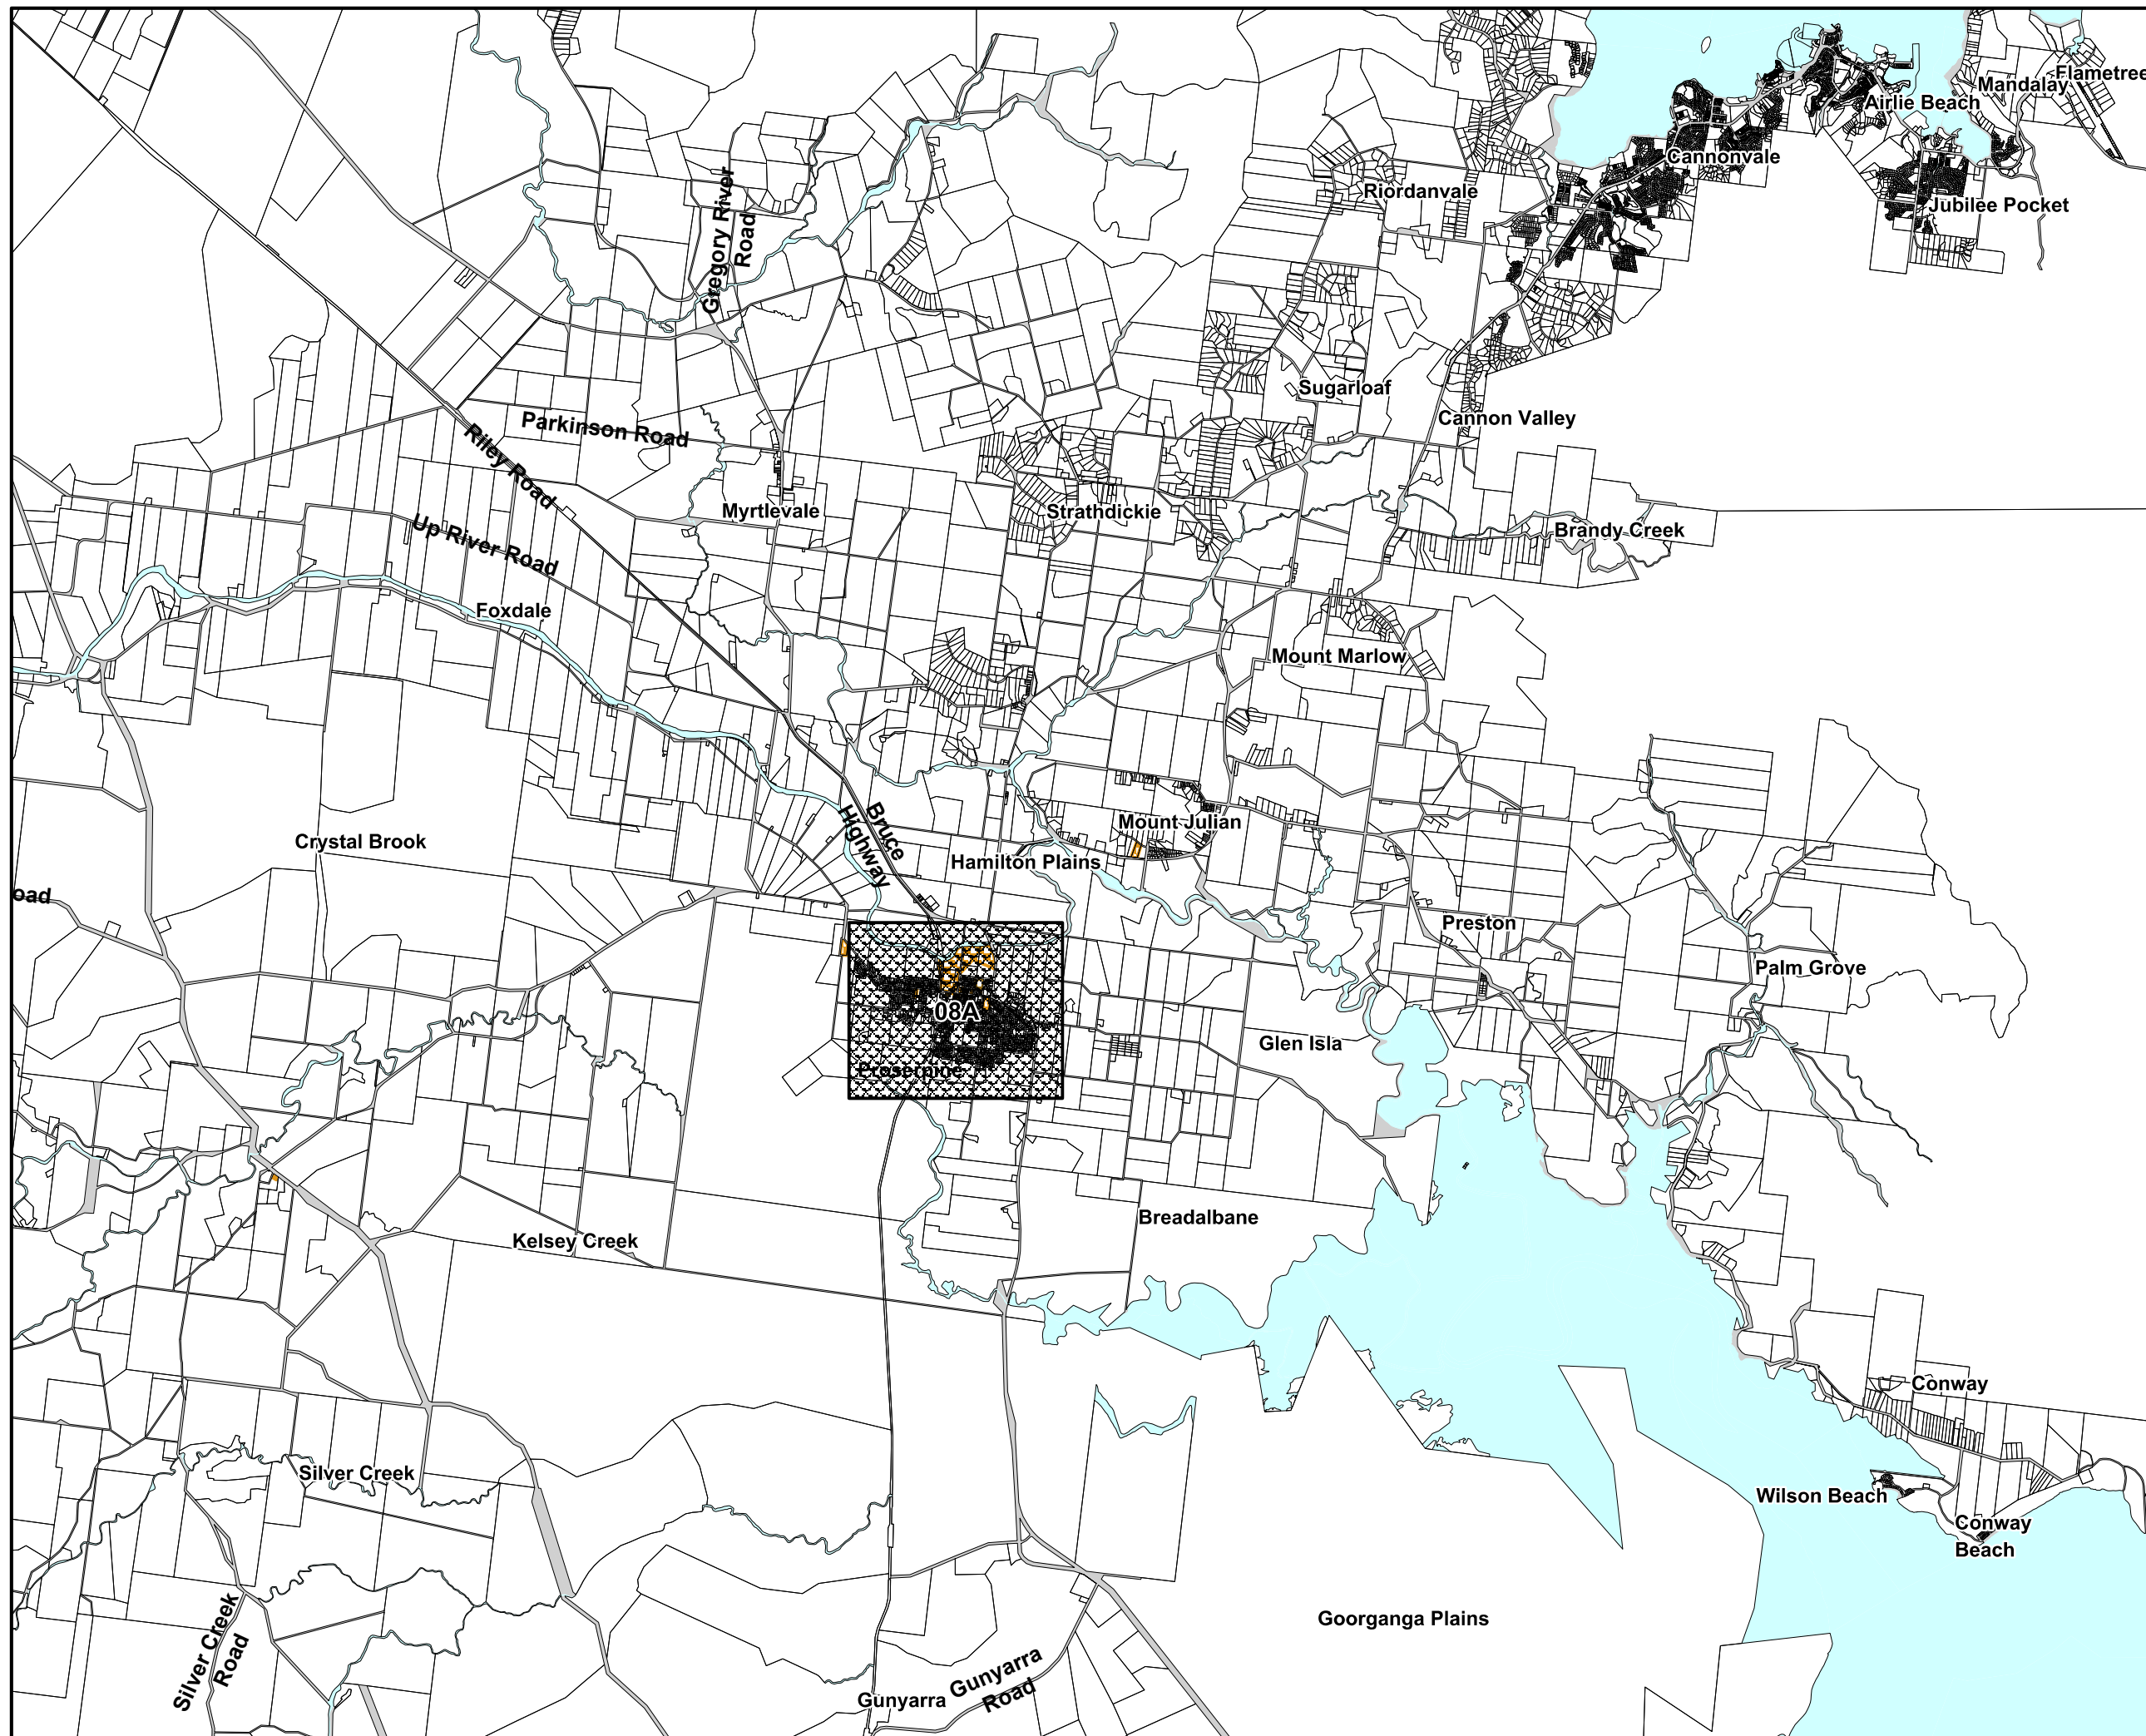 Flametree
Mandalay
Airlie Beach
Cannonvale
Riordanvale
Jubilee Pocket
Gregory River
Road
Sugarloaf
Cannon Valley
Parkinson Road
Riley Road
Myrtlevale
Strathdickie
Up River Road
Brandy Creek
Foxdale
Mount Marlow
Bruce
Highway
Mount Julian
Crystal Brook
Hamilton Plains
oad
Preston
Palm Grove
08A
Glen Isla
Proserpine
Breadalbane
Kelsey Creek
Conway
Silver Creek
Wilson Beach
Conway
Beach
Silver Creek
Road
Goorganga Plains
Gunyarra
Gunyarra
Road